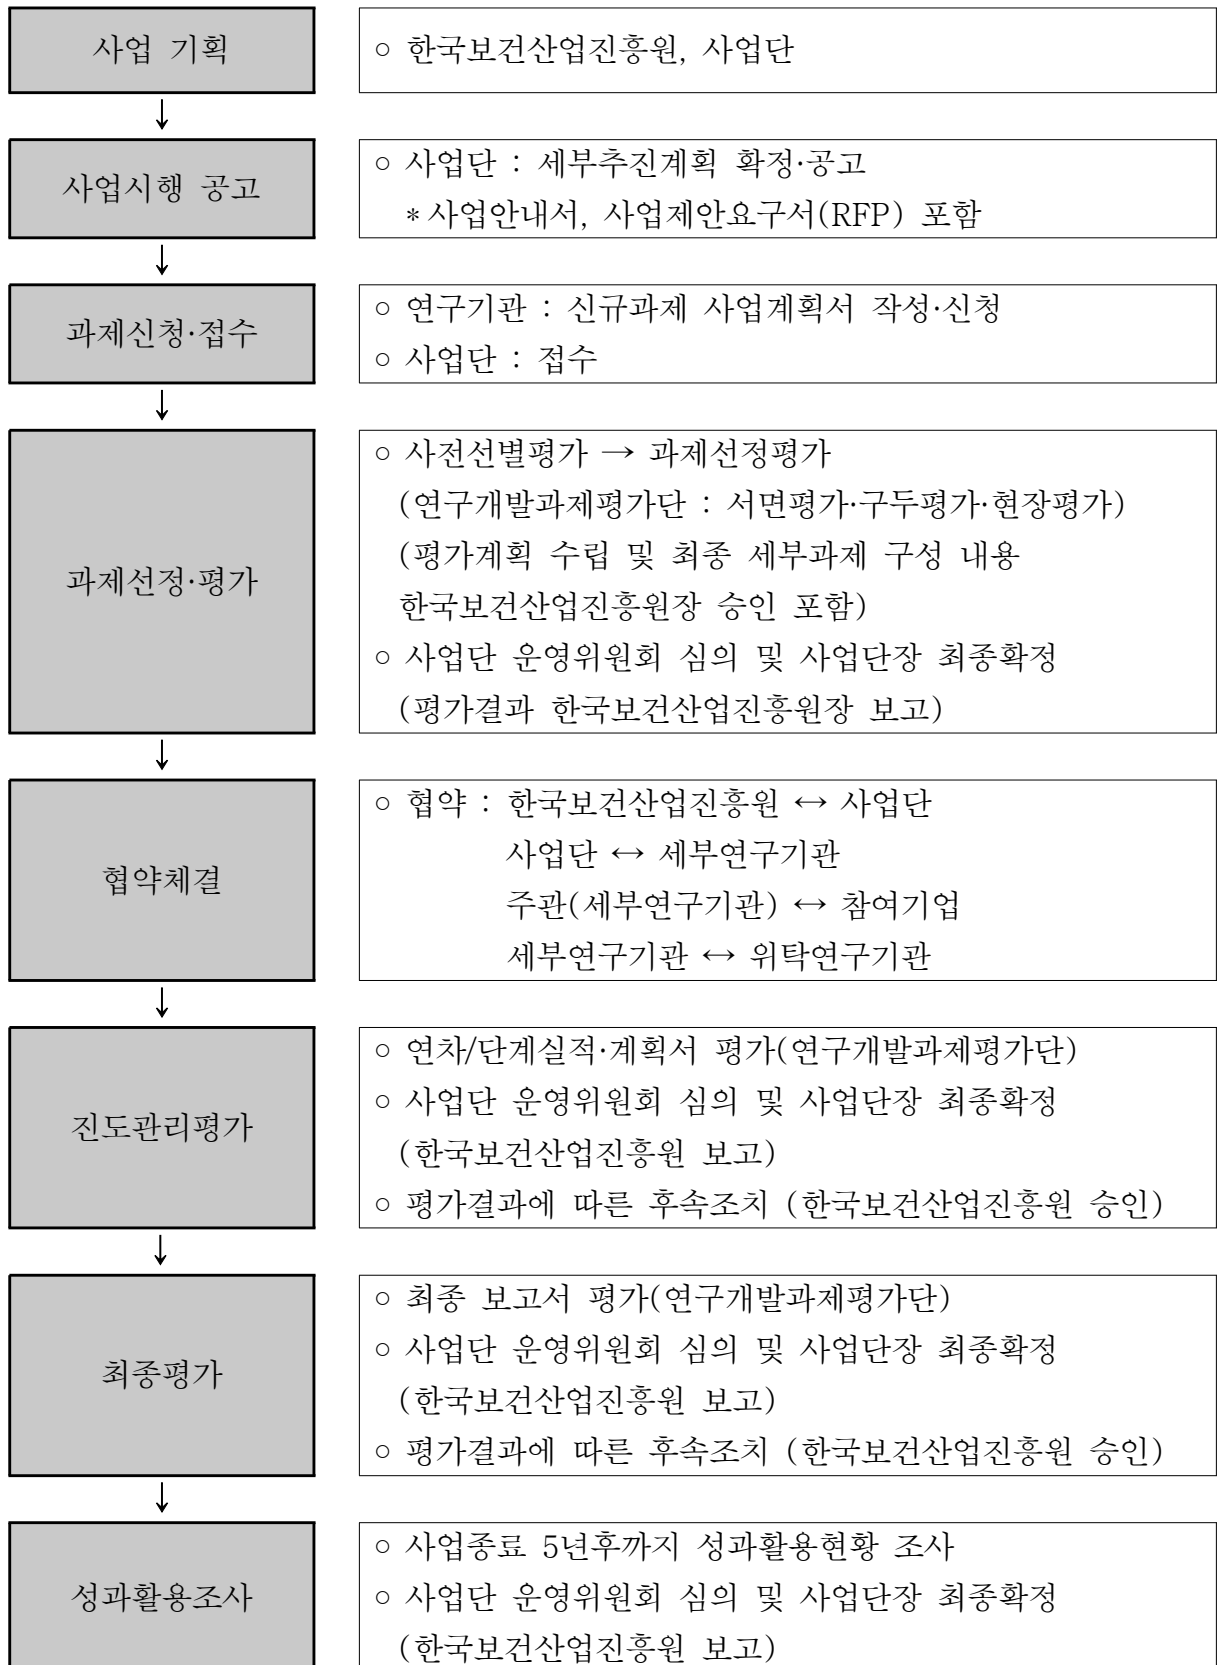 사업 기획
○ 한국보건산업진흥원, 사업단
↓
사업시행 공고
○ 사업단 : 세부추진계획 확정·공고
* 사업안내서, 사업제안요구서(RFP) 포함
↓
과제신청·접수
○ 연구기관 : 신규과제 사업계획서 작성·신청
○ 사업단 : 접수
↓
과제선정·평가
○ 사전선별평가 → 과제선정평가
(연구개발과제평가단 : 서면평가·구두평가·현장평가)
(평가계획 수립 및 최종 세부과제 구성 내용
한국보건산업진흥원장 승인 포함)
○ 사업단 운영위원회 심의 및 사업단장 최종확정
(평가결과 한국보건산업진흥원장 보고)
↓
협약체결
○ 협약 : 한국보건산업진흥원 ↔ 사업단
사업단 ↔ 세부연구기관
주관(세부연구기관) ↔ 참여기업
세부연구기관 ↔ 위탁연구기관
↓
진도관리평가
○ 연차/단계실적·계획서 평가(연구개발과제평가단)
○ 사업단 운영위원회 심의 및 사업단장 최종확정
(한국보건산업진흥원 보고)
○ 평가결과에 따른 후속조치 (한국보건산업진흥원 승인)
↓
최종평가
○ 최종 보고서 평가(연구개발과제평가단)
○ 사업단 운영위원회 심의 및 사업단장 최종확정
(한국보건산업진흥원 보고)
○ 평가결과에 따른 후속조치 (한국보건산업진흥원 승인)
↓
성과활용조사
○ 사업종료 5년후까지 성과활용현황 조사
○ 사업단 운영위원회 심의 및 사업단장 최종확정
(한국보건산업진흥원 보고)